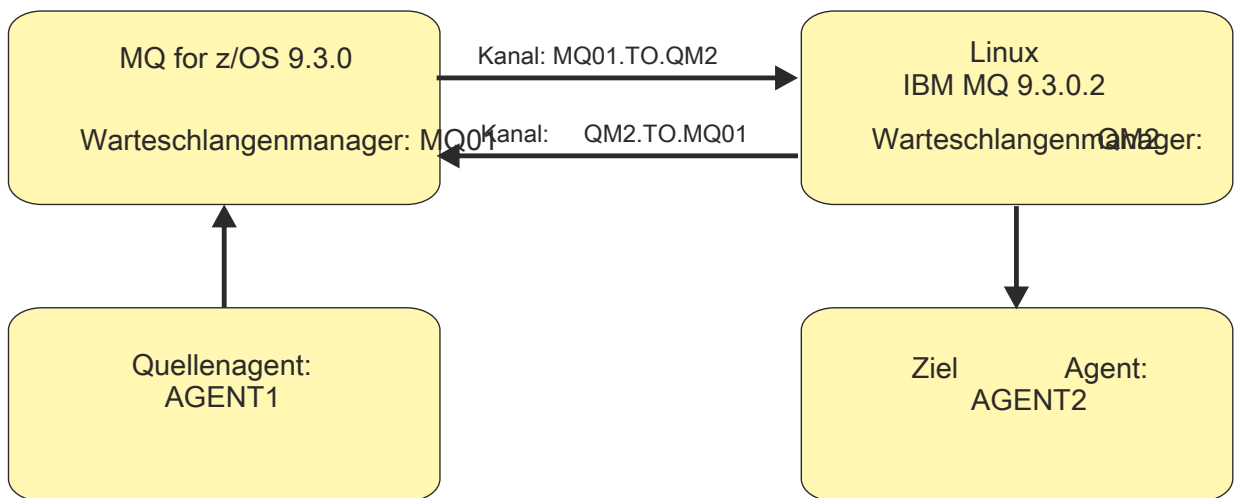 MQ for z/OS 9.3.0
Warteschlangenmanager: MQ01
Kanal: MQ01.TO.QM2
Kanal: QM2.TO.MQ01
Linux
IBM MQ 9.3.0.2
Warteschlangenmanager: QM2
Quellenagent:
AGENT1
Ziel Agent:
AGENT2